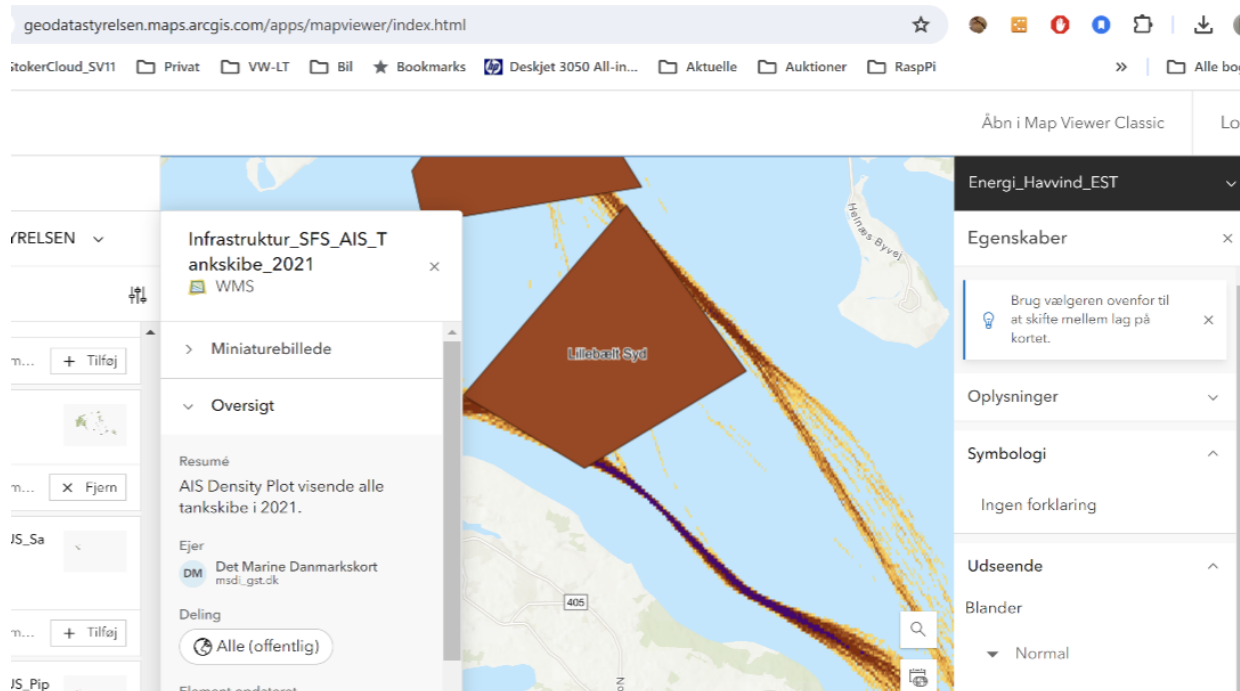 geodatastyrelsen.maps.arcgis.com/apps/mapviewer/index.html
StokerCloud_SV11 Privat VW-LT Bil Bookmarks Deskjet 3050 All-in... Aktuelle Auktioner RaspPi » Alle bog
Åbn i Map Viewer Classic Lo
YRELSEN
m... + Tilføj
m... × Fjern
JS_Sa
m... + Tilføj
JS_Pip
Infrastruktur_SFS_AIS_T
ankskibe_2021
WMS
Miniaturebillede
Oversigt
Resumé
AIS Density Plot visende alle
tankskibe i 2021.
Ejer
DM Det Marine Danmarkskort
msdi_gst.dk
Deling
Alle (offentlig)
Element opdateret
Helnæs Byvej
Lillebælt Syd
405
Energi_Havvind_EST
Egenskaber
Brug vælgeren ovenfor til
at skifte mellem lag på
kortet.
Oplysninger
Symbologi
Ingen forklaring
Udseende
Blander
Normal